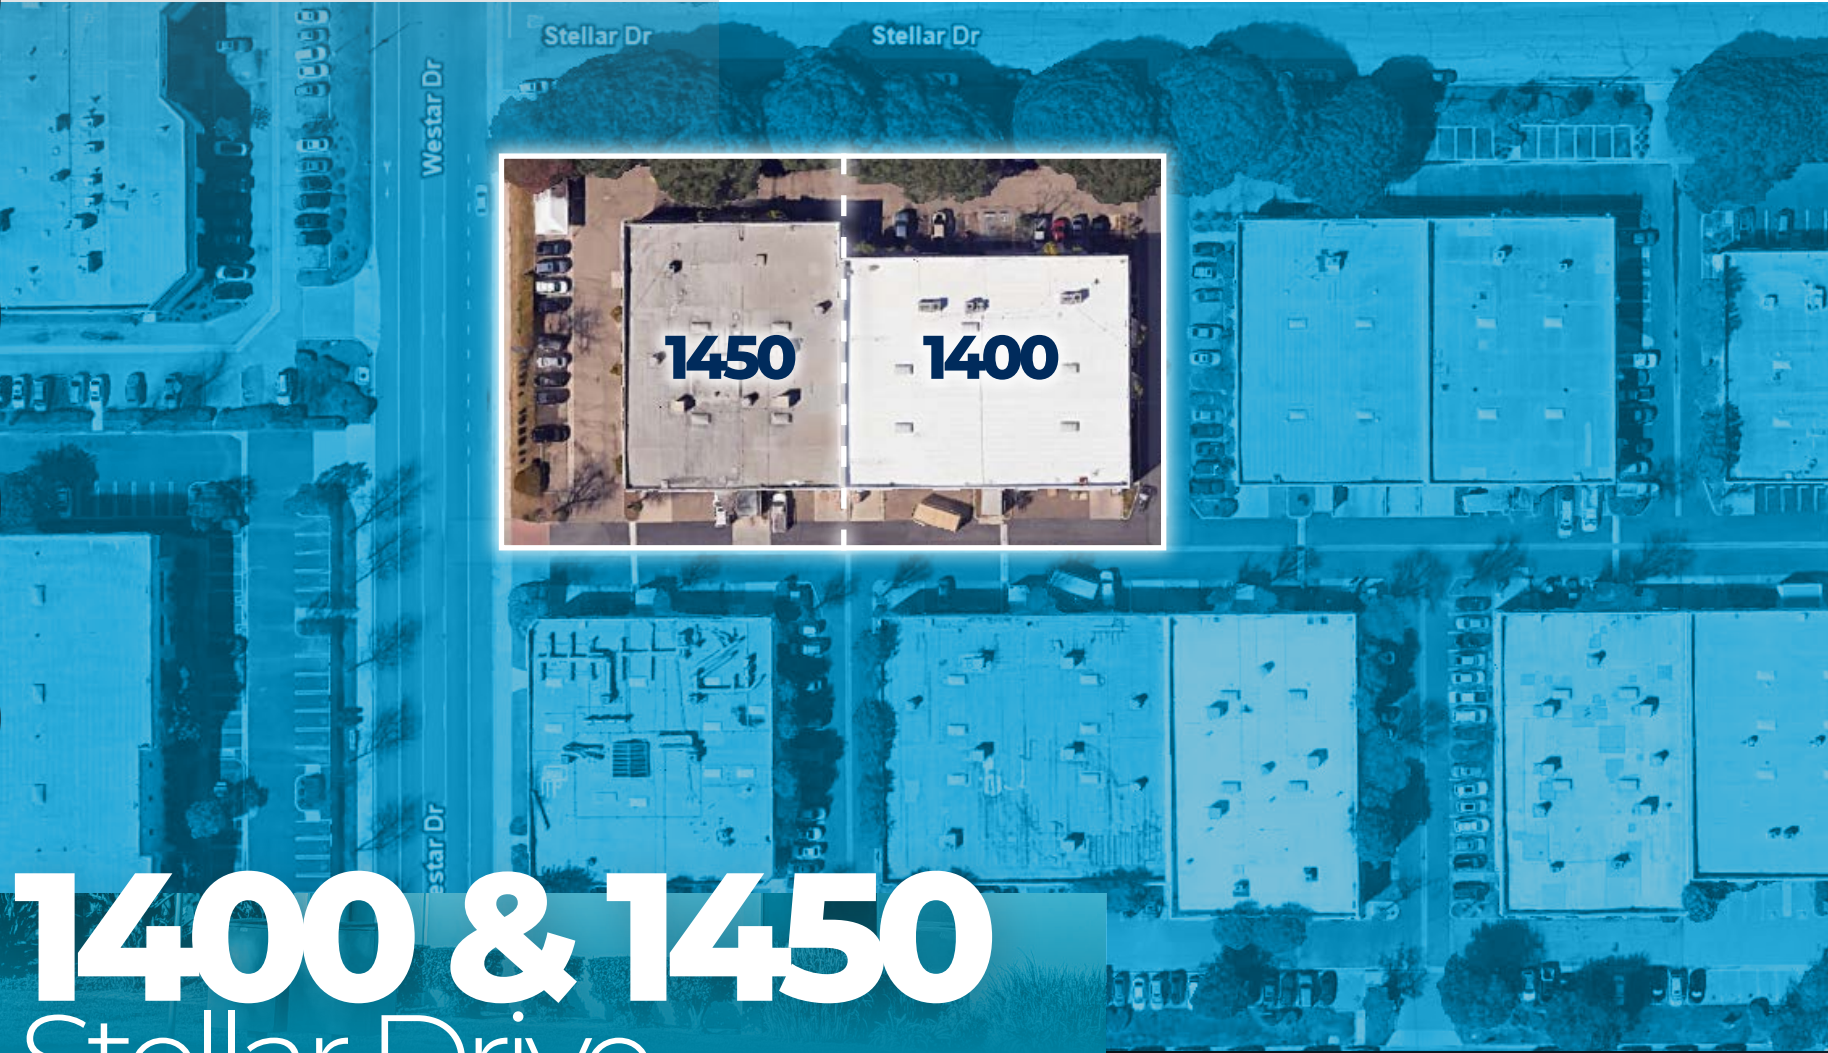 Stellar Dr Stellar Dr
Westar Dr
1450 1400
estar Dr
1400 & 1450
Stellar Drive